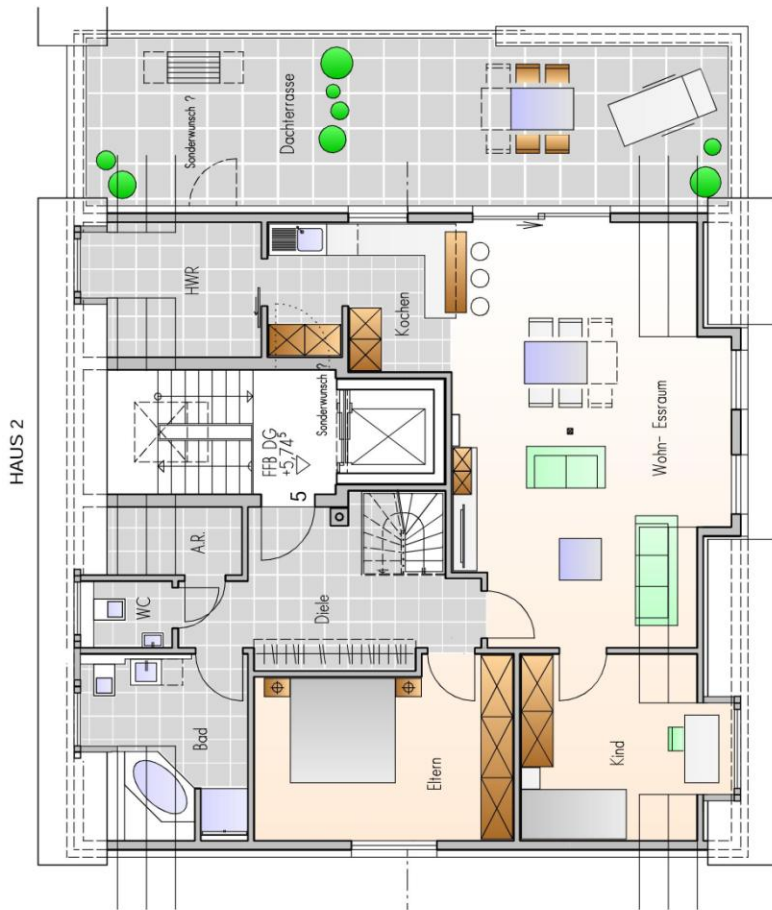 HAUS 2
Sonderwunsch ?
Dachterrasse
HWR
Kochen
Wohn- Essraum
Sonderwunsch ?
FFB DG
+5,74⁵
5
A.R.
WC
Diele
Bad
Eltern
Kind